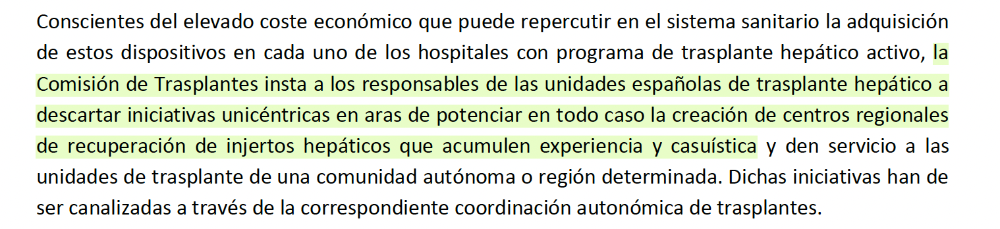 Conscientes del elevado coste económico que puede repercutir en el sistema sanitario la adquisición
de estos dispositivos en cada uno de los hospitales con programa de trasplante hepático activo, la
Comisión de Trasplantes insta a los responsables de las unidades españolas de trasplante hepático a
descartar iniciativas unicéntricas en aras de potenciar en todo caso la creación de centros regionales
de recuperación de injertos hepáticos que acumulen experiencia y casuística y den servicio a las
unidades de trasplante de una comunidad autónoma o región determinada. Dichas iniciativas han de
ser canalizadas a través de la correspondiente coordinación autonómica de trasplantes.